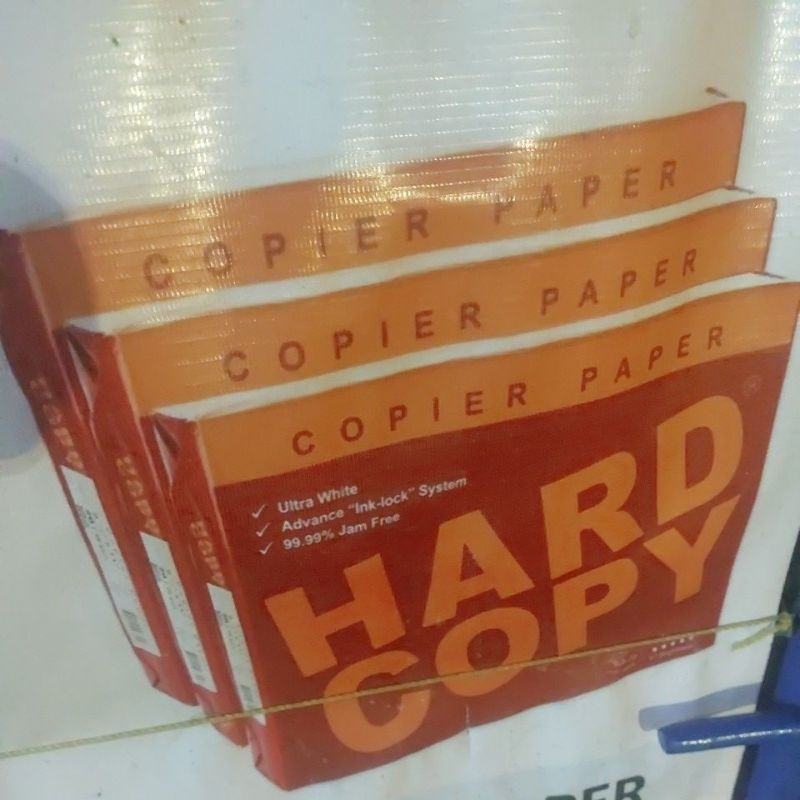 COPIER PAPER
COPIER PAPER
COPIER PAPER
✓ Ultra White
✓ Advance "Ink-lock" System
✓ 99.99% Jam Free
HARD
COPY